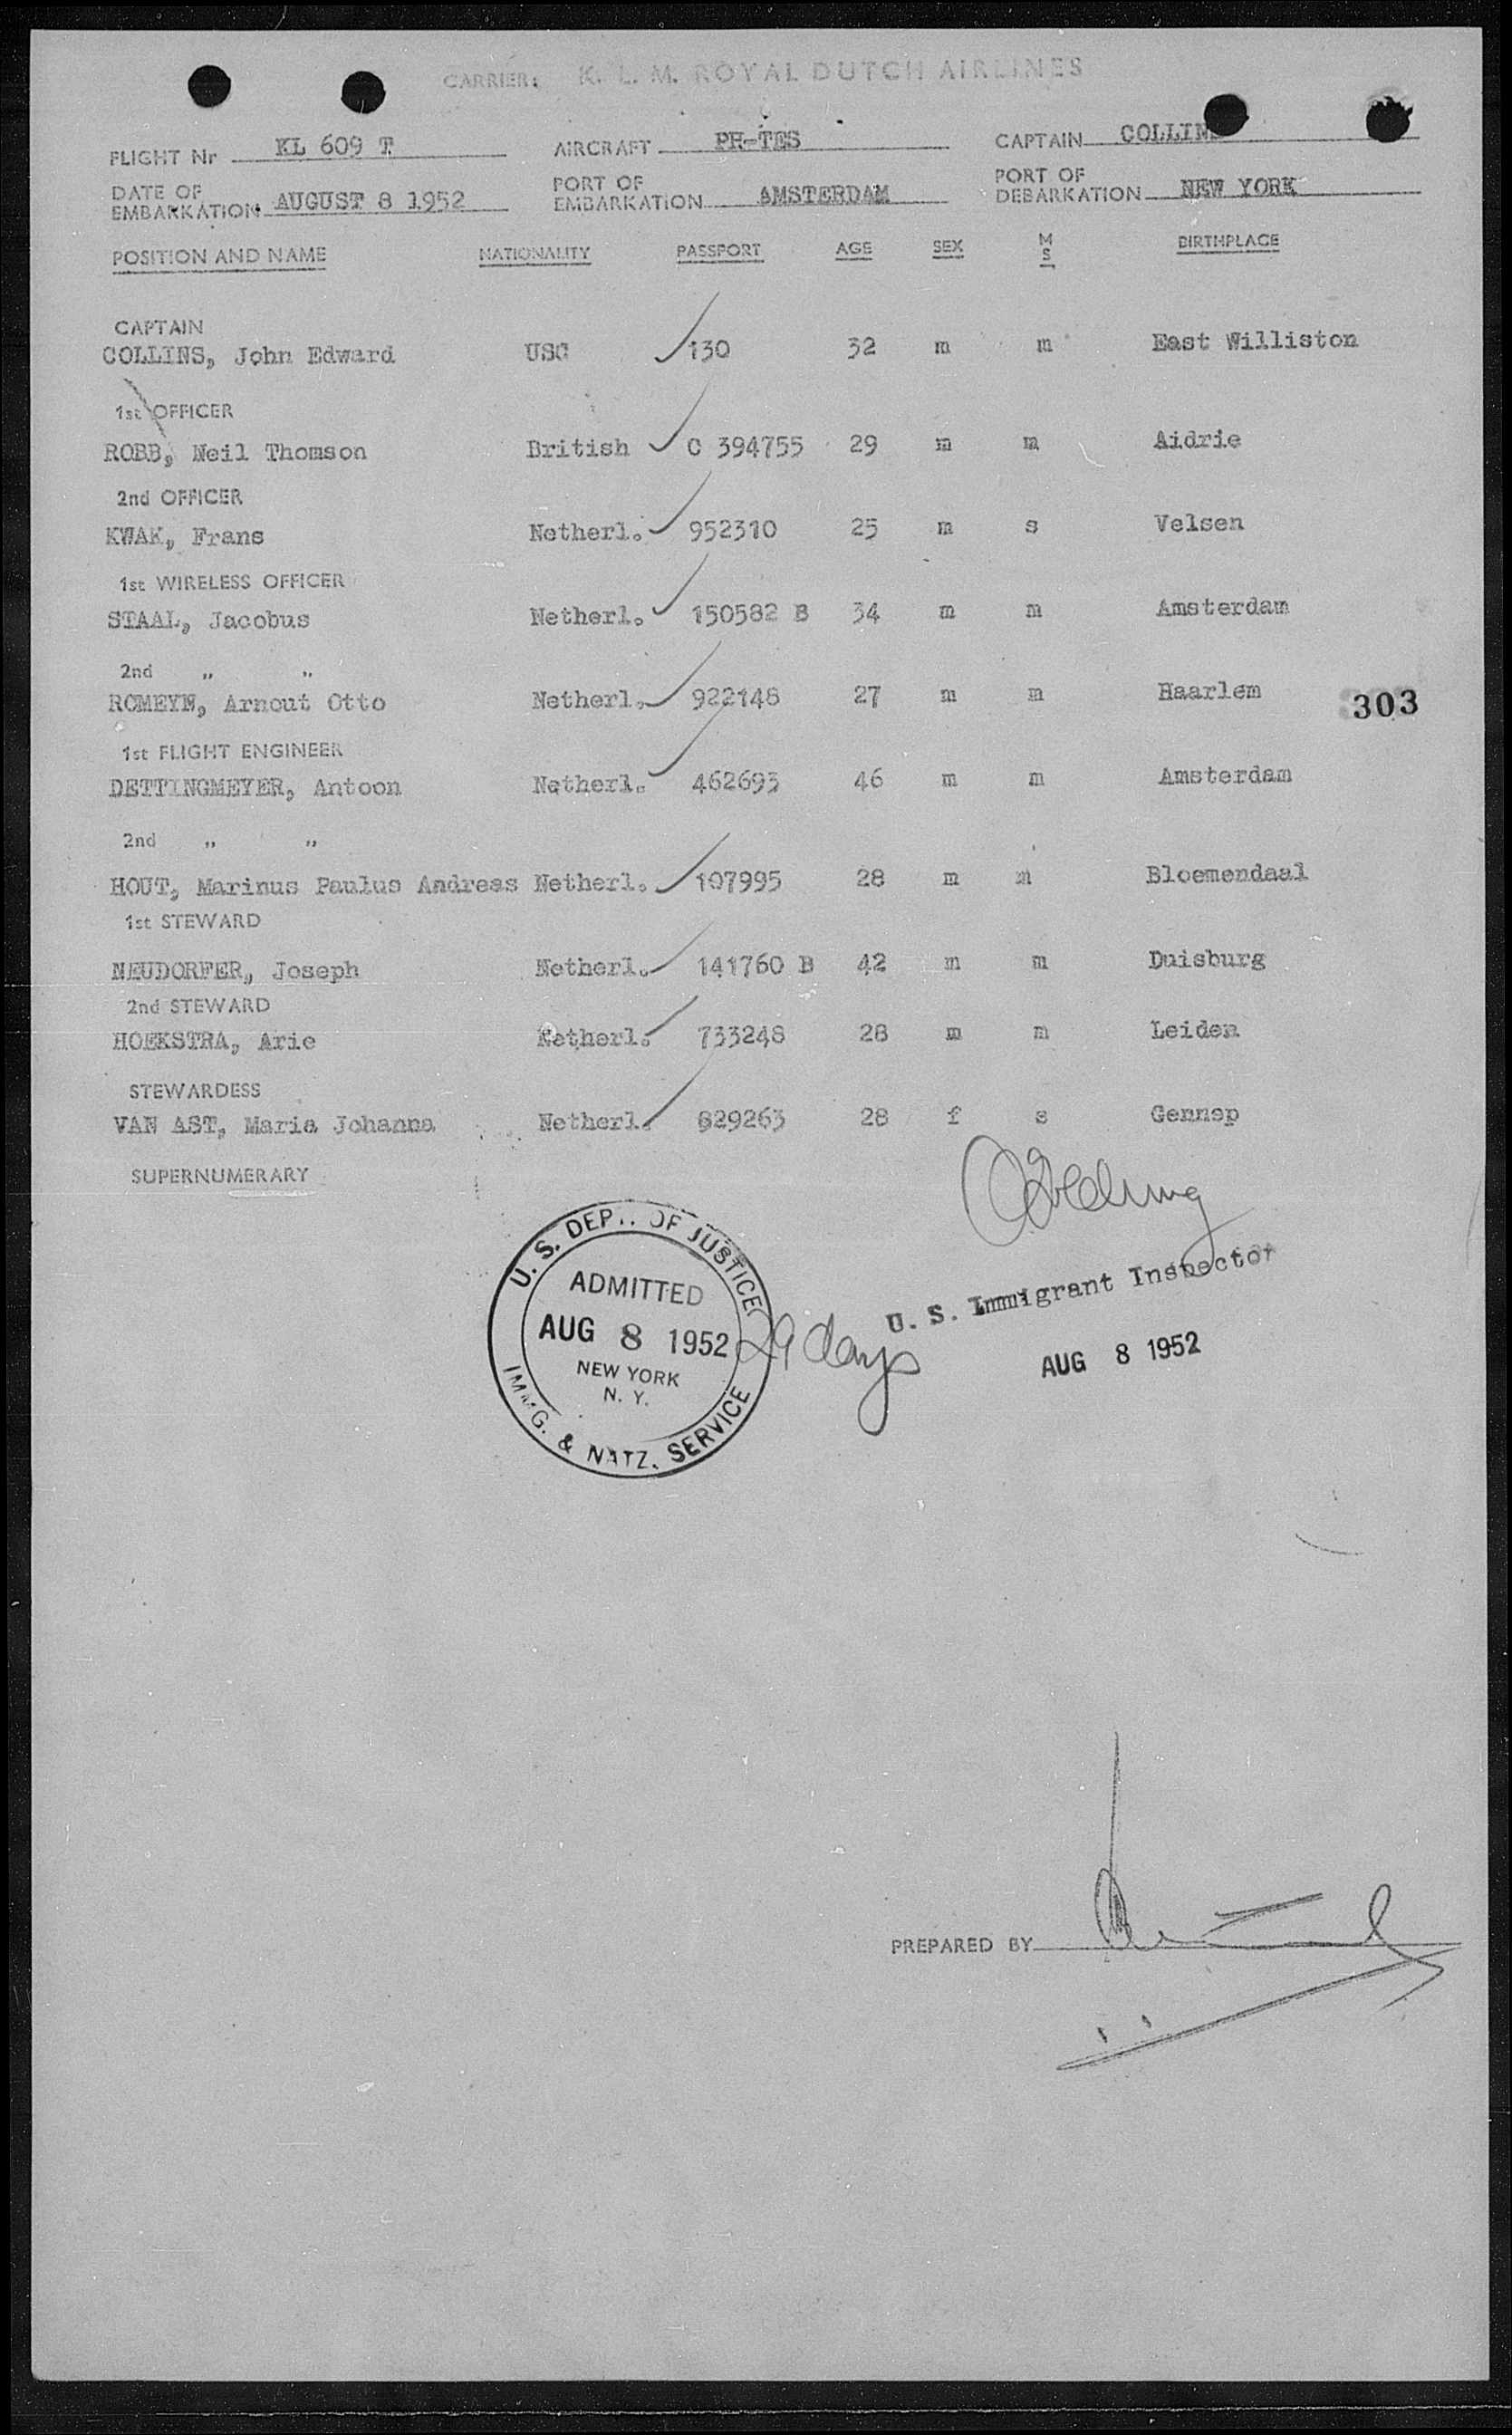 CARRIER: K. L. M. ROYAL DUTCH AIRLINES
FLIGHT Nr KL 609 T AIRCRAFT PH-TES CAPTAIN COLLINS
DATE OF EMBARKATION AUGUST 8 1952 PORT OF EMBARKATION AMSTERDAM PORT OF DEBARKATION NEW YORK
POSITION AND NAME NATIONALITY PASSPORT AGE SEX M S BIRTHPLACE
CAPTAIN
COLLINS, John Edward USC 130 32 m m East Williston
1st OFFICER
ROBB, Neil Thomson British C 394755 29 m m Aidrie
2nd OFFICER
KWAK, Frans Netherl. 952310 25 m s Velsen
1st WIRELESS OFFICER
STAAL, Jacobus Netherl. 150582 B 34 m m Amsterdam
2nd " "
ROMEYN, Arnout Otto Netherl. 922148 27 m m Haarlem
303
1st FLIGHT ENGINEER
DETTINGMEYER, Antoon Netherl. 462693 46 m m Amsterdam
2nd " "
HOUT, Marinus Paulus Andreas Netherl. 107995 28 m m Bloemendaal
1st STEWARD
NEUDORFER, Joseph Netherl. 141760 B 42 m m Duisburg
2nd STEWARD
HOEKSTRA, Arie Netherl. 733248 28 m m Leiden
STEWARDESS
VAN AST, Maria Johanna Netherl. 829263 28 f s Gennep
SUPERNUMERARY
U. S. DEPT. OF JUSTICE
ADMITTED
AUG 8 1952
NEW YORK
N. Y.
IMMIG. & NATZ. SERVICE
29 days
U. S. Immigrant Inspector
AUG 8 1952
PREPARED BY